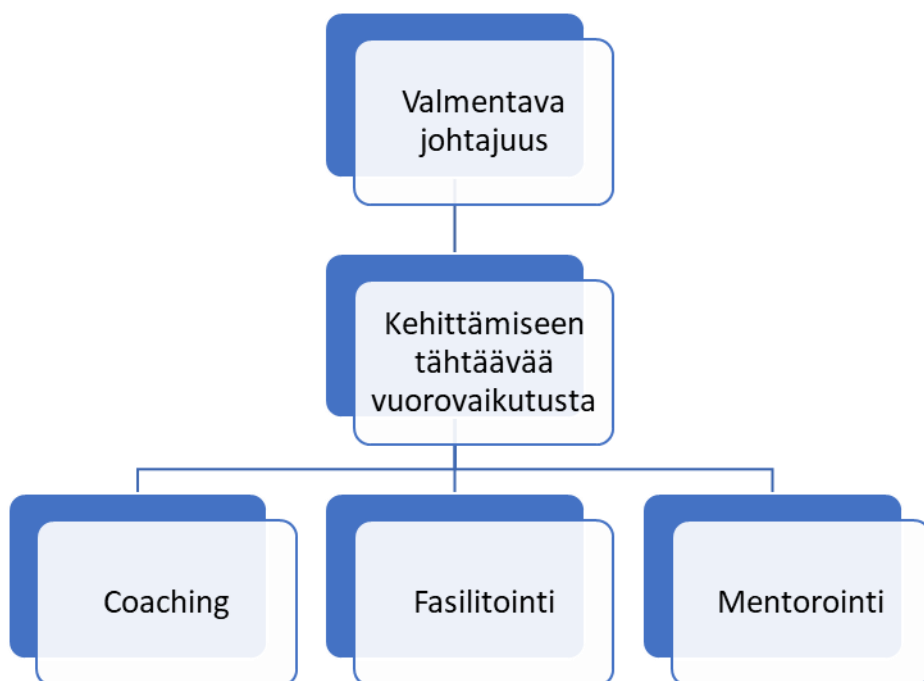 Valmentava
johtajuus
Kehittämiseen
tähtäävää
vuorovaikutusta
Coaching
Fasilitointi
Mentorointi